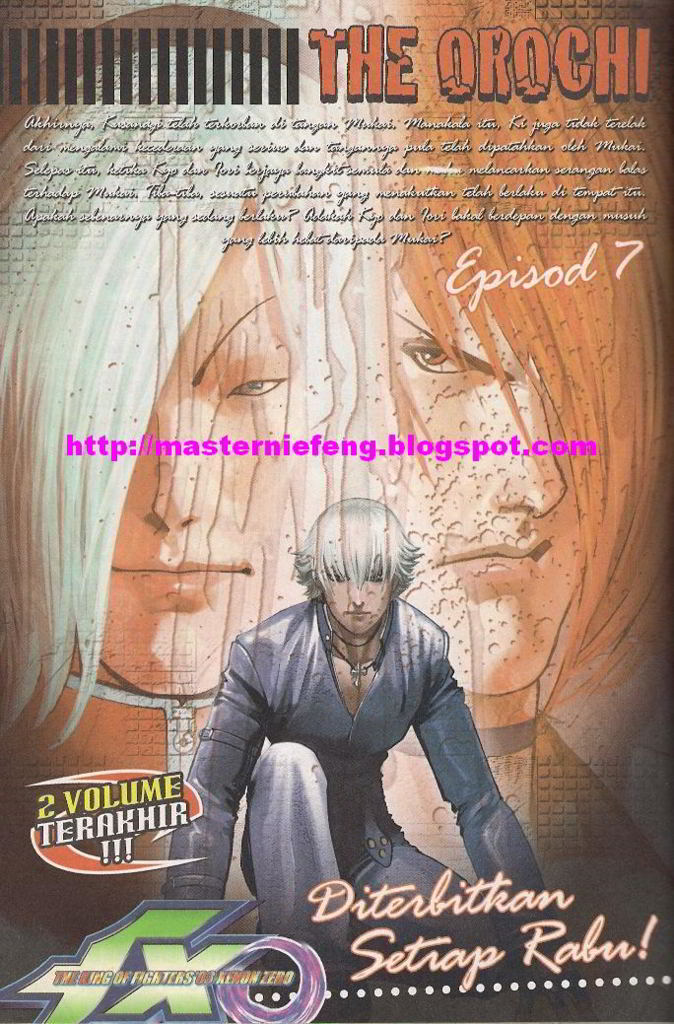 THE OROCHI
Akhirnya, Kusanagi telah terkorban di tangan Mukai. Manakala itu, K' juga tidak terelak
dari mengalami kecederaan yang serius dan tangannya pula telah dipatahkan oleh Mukai.
Selepas itu, ketika Kyo dan Iori berjaya bangkit semula dan melancarkan serangan balas
terhadap Mukai. Tiba-tiba, sesuatu perubahan yang menakutkan telah berlaku di tempat itu.
Apakah sebenarnya yang sedang berlaku? Adakah Kyo dan Iori bakal berdepan dengan musuh
yang lebih hebat daripada Mukai?
Episod 7
http://masterniefeng.blogspot.com
2 VOLUME
TERAKHIR
!!!
Diterbitkan
Setiap Rabu!
fx
THE KING OF FIGHTERS 03 XENON ZERO